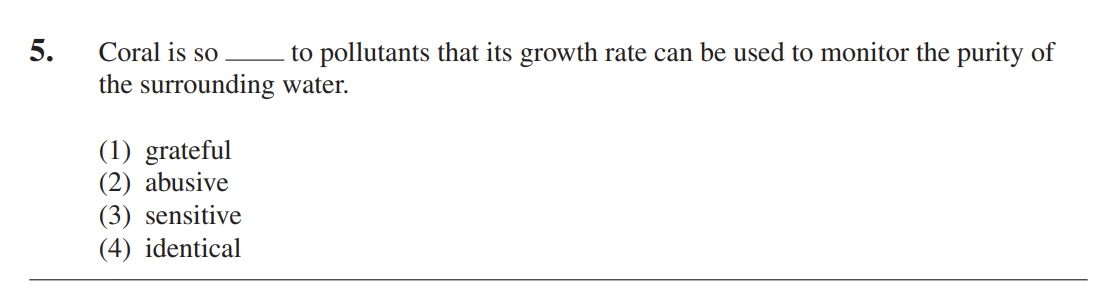 5. Coral is so ____ to pollutants that its growth rate can be used to monitor the purity of
the surrounding water.
(1) grateful
(2) abusive
(3) sensitive
(4) identical